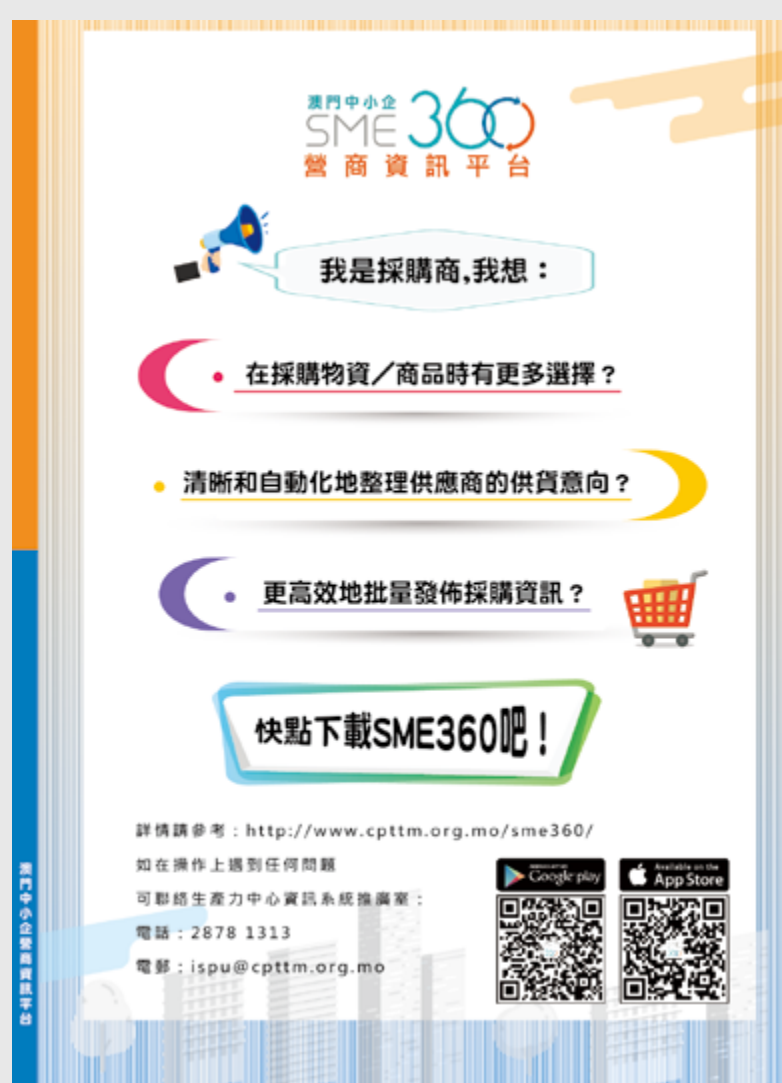 澳門中小企
SME 360
營商資訊平台
我是採購商,我想：
在採購物資／商品時有更多選擇？
清晰和自動化地整理供應商的供貨意向？
更高效地批量發佈採購資訊？
快點下載SME360吧！
詳情請參考：http://www.cpttm.org.mo/sme360/
如在操作上遇到任何問題
可聯絡生產力中心資訊系統推廣室：
電話：2878 1313
電郵：ispu@cpttm.org.mo
Google play
Available on the
App Store
澳門中小企營商資訊平台